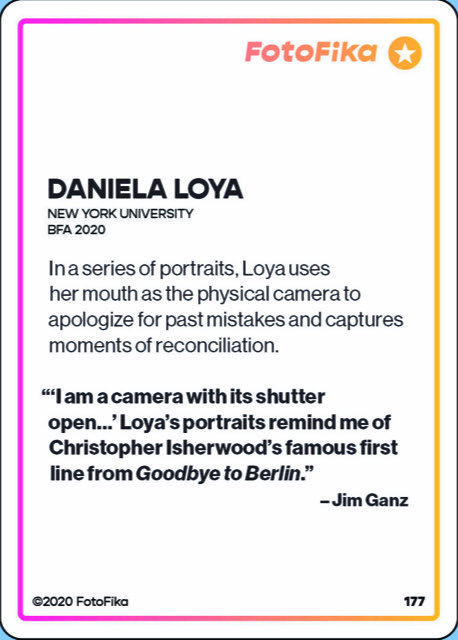 FotoFika
DANIELA LOYA
NEW YORK UNIVERSITY
BFA 2020
In a series of portraits, Loya uses
her mouth as the physical camera to
apologize for past mistakes and captures
moments of reconciliation.
“‘I am a camera with its shutter
open...’ Loya’s portraits remind me of
Christopher Isherwood’s famous first
line from Goodbye to Berlin.”
– Jim Ganz
©2020 FotoFika
177